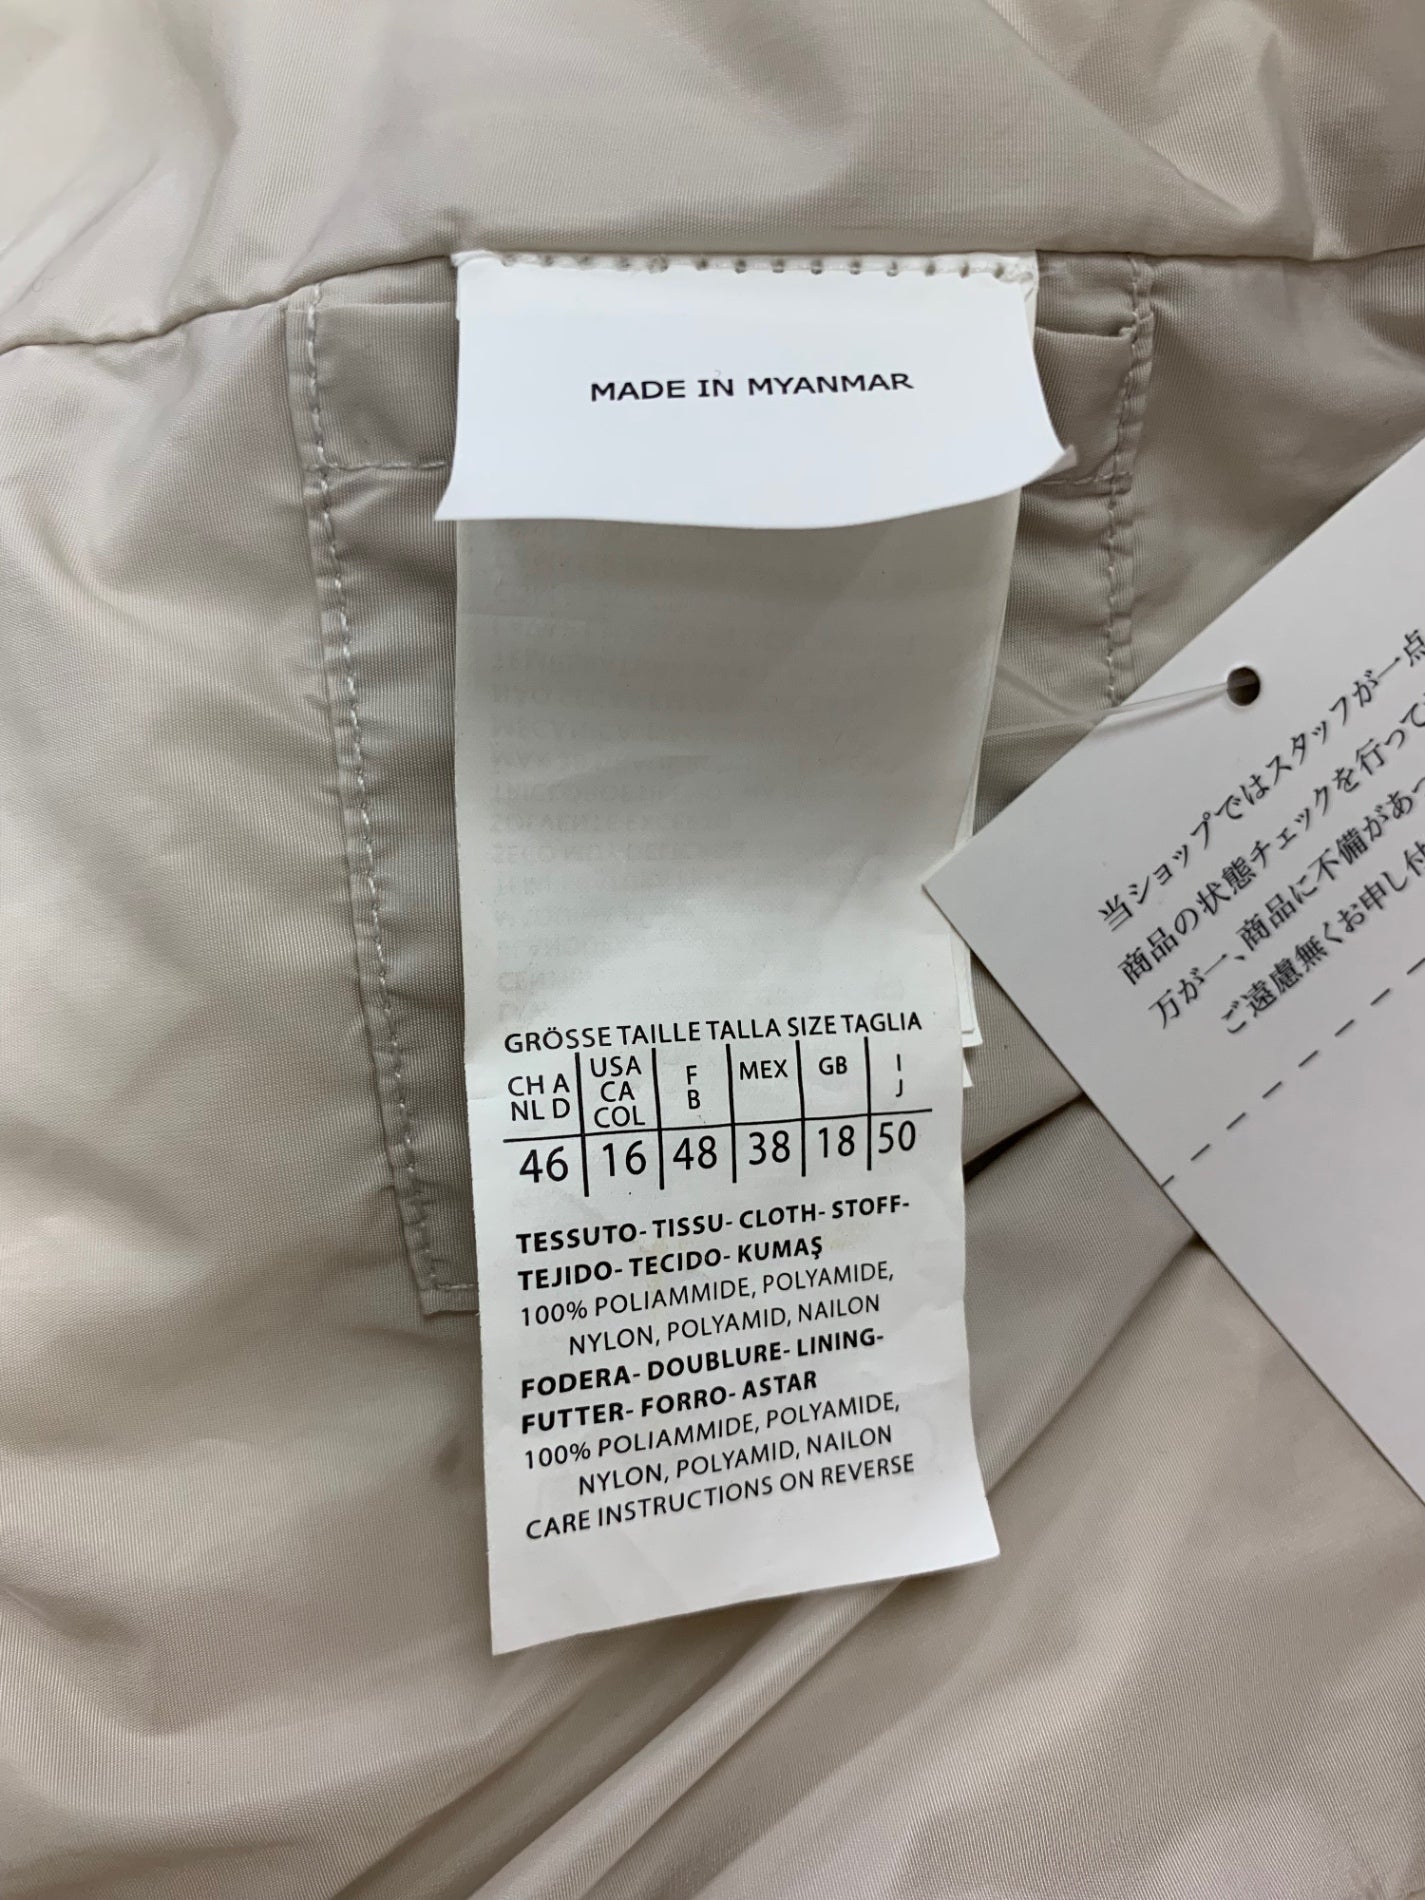 MADE IN MYANMAR
GRÖSSE TAILLE TALLA SIZE TAGLIA
CH A NL D USA CA COL F B MEX GB I J
46 16 48 38 18 50
TESSUTO- TISSU- CLOTH- STOFF-
TEJIDO- TECIDO- KUMAŞ
100% POLIAMMIDE, POLYAMIDE,
NYLON, POLYAMID, NAILON
FODERA- DOUBLURE- LINING-
FUTTER- FORRO- ASTAR
100% POLIAMMIDE, POLYAMIDE,
NYLON, POLYAMID, NAILON
CARE INSTRUCTIONS ON REVERSE
当ショップではスタッフが一点
商品の状態チェックを行って
万が一、商品に不備があっ
ご遠慮無くお申し付